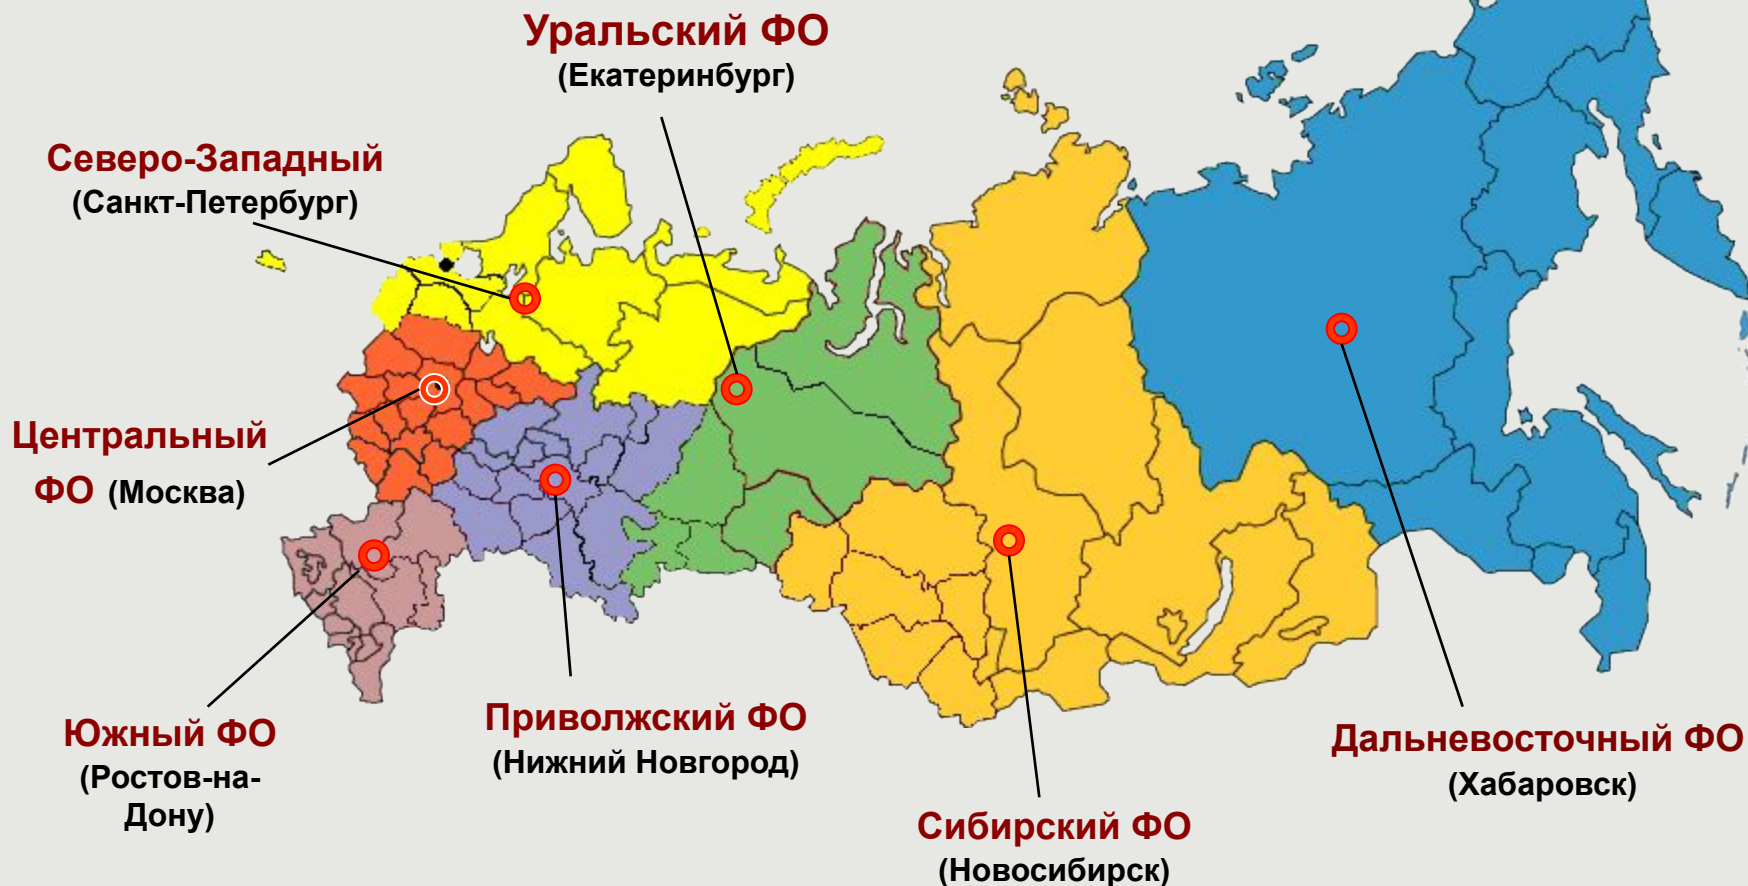 Уральский ФО
(Екатеринбург)
Северо-Западный
(Санкт-Петербург)
Центральный
ФО (Москва)
Южный ФО
(Ростов-на-
Дону)
Приволжский ФО
(Нижний Новгород)
Сибирский ФО
(Новосибирск)
Дальневосточный ФО
(Хабаровск)